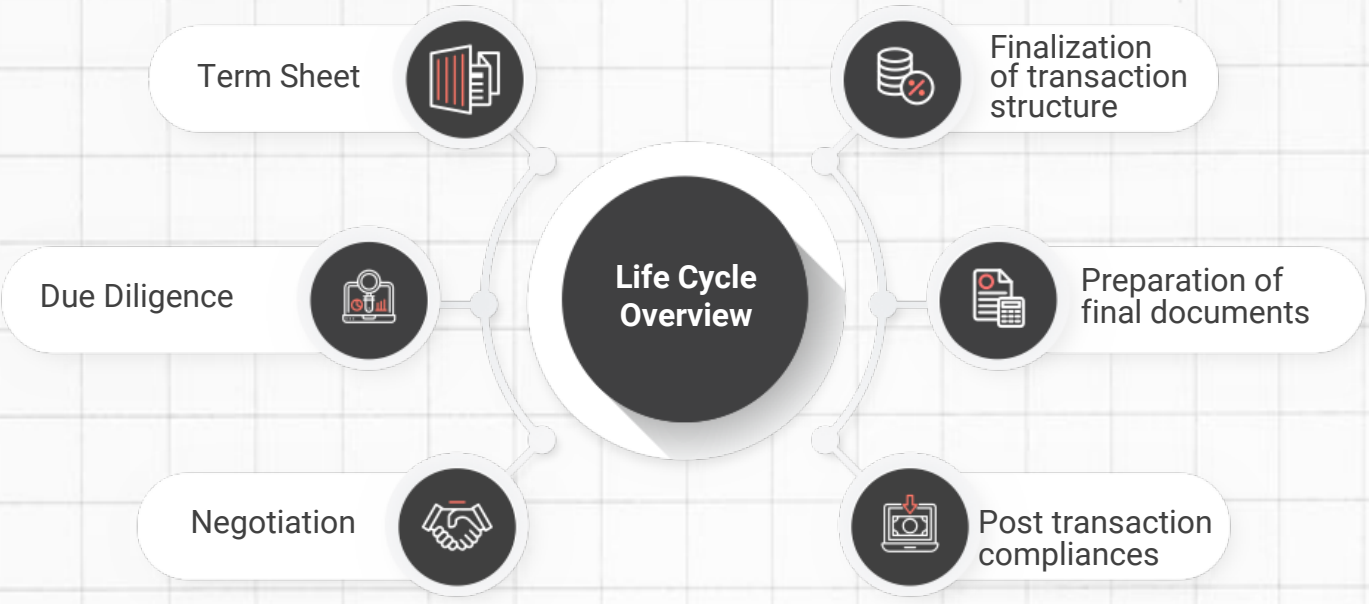 Term Sheet
Due Diligence
Negotiation
Life Cycle
Overview
Finalization
of transaction
structure
Preparation of
final documents
Post transaction
compliances